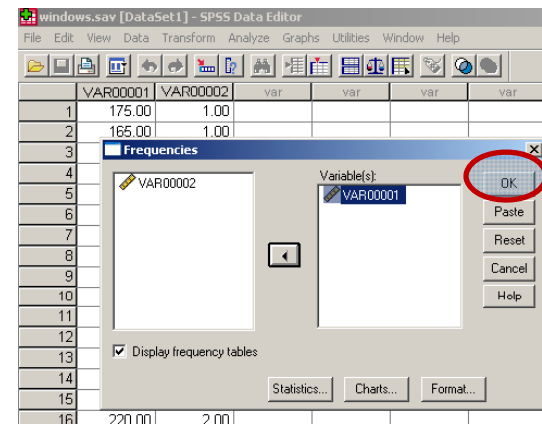 windows.sav [DataSet1] - SPSS Data Editor
File Edit View Data Transform Analyze Graphs Utilities Window Help
VAR00001 VAR00002 var var var var
1 175.00 1.00
2 165.00 1.00
3 Frequencies
4 VAR00002 Variable(s): OK
5 VAR00001
6 Paste
7 Reset
8
9 Cancel
10 Help
11
12
13 Display frequency tables
14
15 Statistics... Charts... Format...
16 220.00 2.00